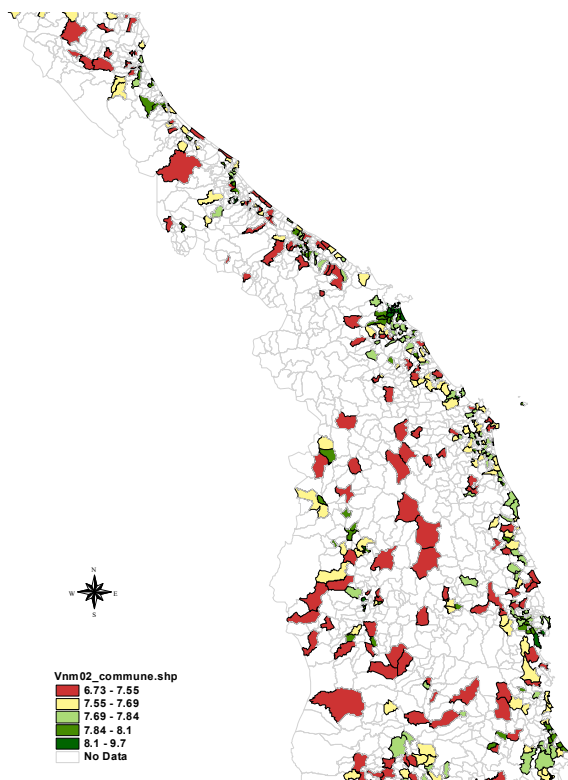 N
W E
S
Vnm02_commune.shp
6.73 - 7.55
7.55 - 7.69
7.69 - 7.84
7.84 - 8.1
8.1 - 9.7
No Data